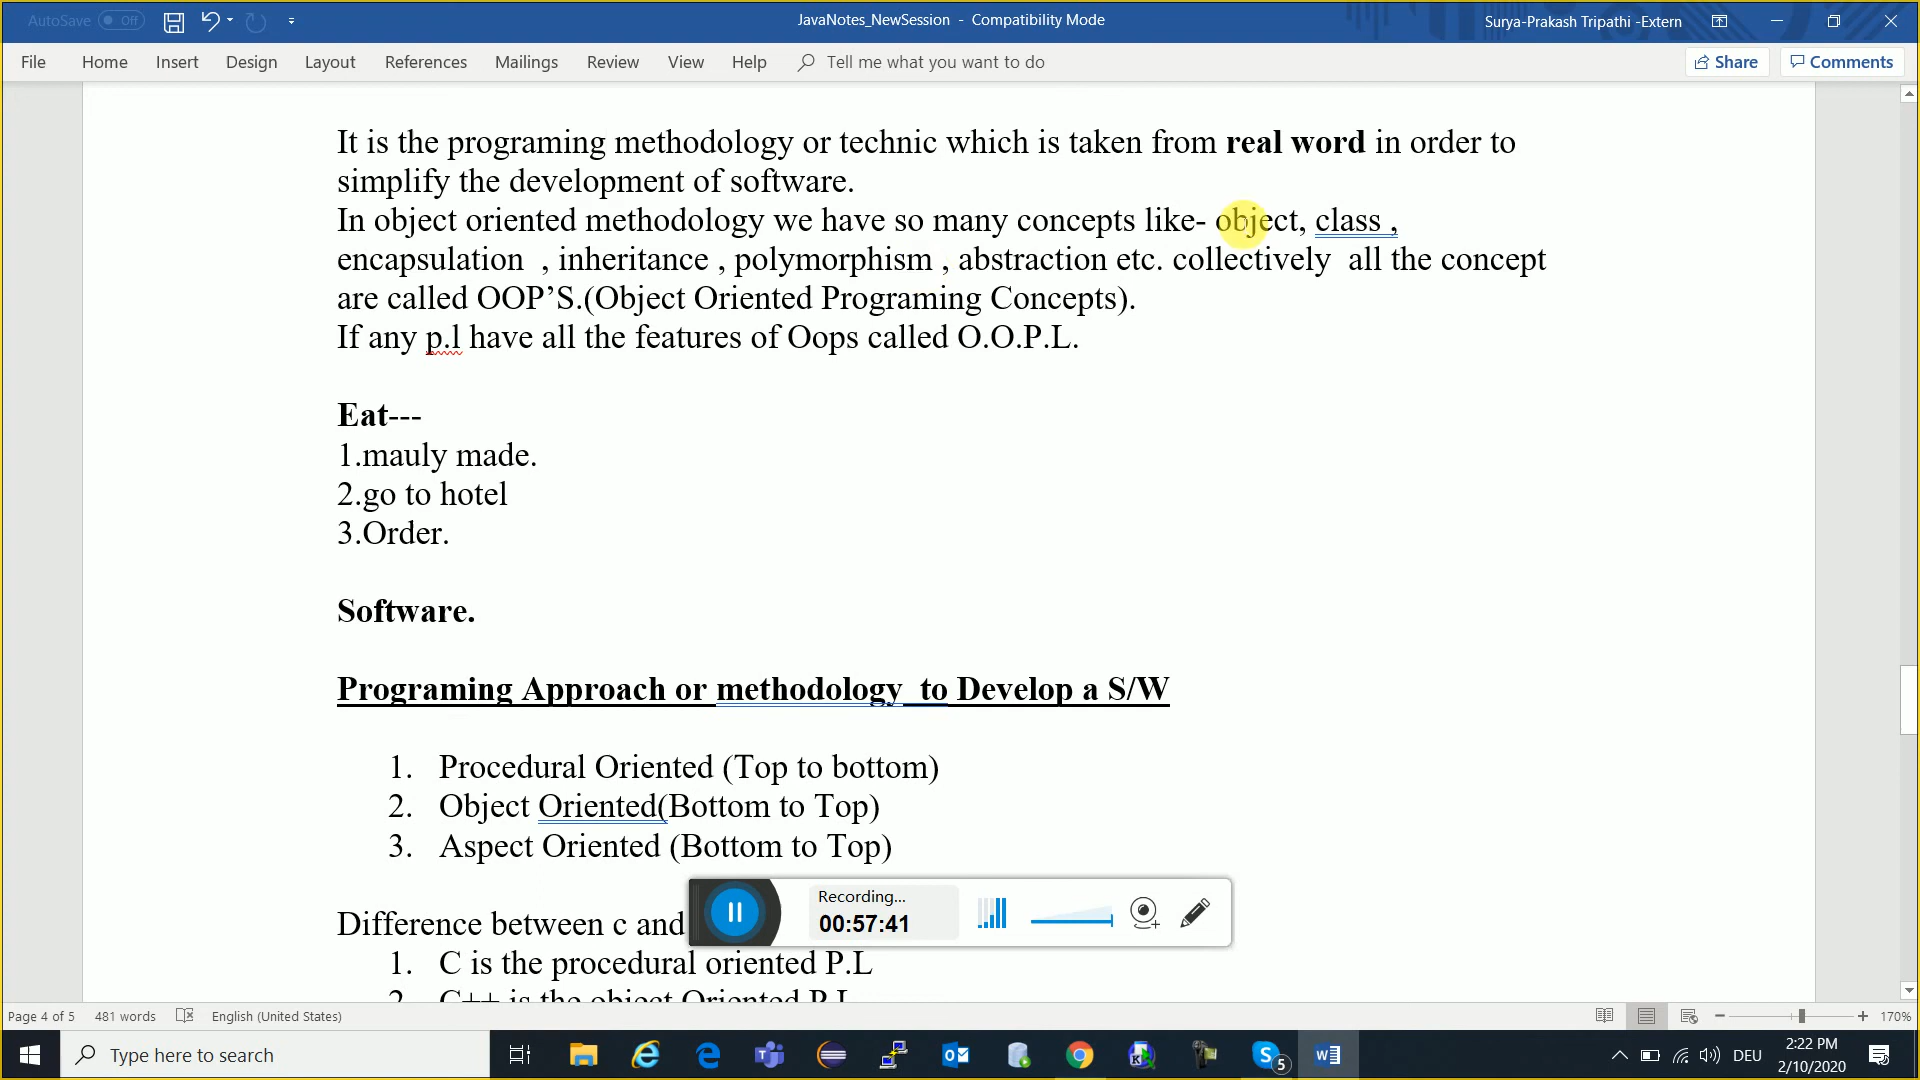 AutoSave Off
JavaNotes_NewSession - Compatibility Mode
Surya-Prakash Tripathi -Extern
File Home Insert Design Layout References Mailings Review View Help Tell me what you want to do Share Comments
It is the programing methodology or technic which is taken from real word in order to
simplify the development of software.
In object oriented methodology we have so many concepts like- object, class ,
encapsulation , inheritance , polymorphism , abstraction etc. collectively all the concept
are called OOP’S.(Object Oriented Programing Concepts).
If any p.l have all the features of Oops called O.O.P.L.
Eat---
1.mauly made.
2.go to hotel
3.Order.
Software.
Programing Approach or methodology to Develop a S/W
1. Procedural Oriented (Top to bottom)
2. Object Oriented(Bottom to Top)
3. Aspect Oriented (Bottom to Top)
Recording...
00:57:41
Difference between c and
1. C is the procedural oriented P.L
2. C++ is the object Oriented P.L
Page 4 of 5 481 words English (United States) 170%
Type here to search
5
DEU
2:22 PM
2/10/2020